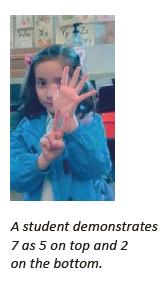 A student demonstrates
7 as 5 on top and 2
on the bottom.